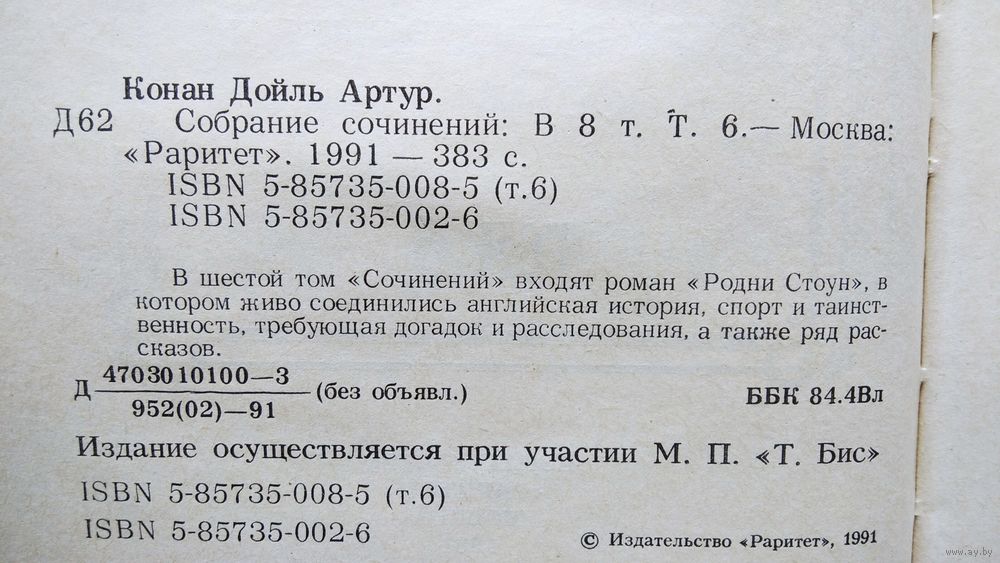 Конан Дойль Артур.
Д62 Собрание сочинений: В 8 т. Т. 6.— Москва:
«Раритет». 1991 — 383 с.
ISBN 5-85735-008-5 (т.6)
ISBN 5-85735-002-6
В шестой том «Сочинений» входят роман «Родни Стоун», в
котором живо соединились английская история, спорт и таинст-
венность, требующая догадок и расследования, а также ряд рас-
сказов.
Д 4703010100—3 (без объявл.) ББК 84.4Вл
952(02)—91
Издание осуществляется при участии М. П. «Т. Бис»
ISBN 5-85735-008-5 (т.6)
ISBN 5-85735-002-6
© Издательство «Раритет», 1991
www.ay.by